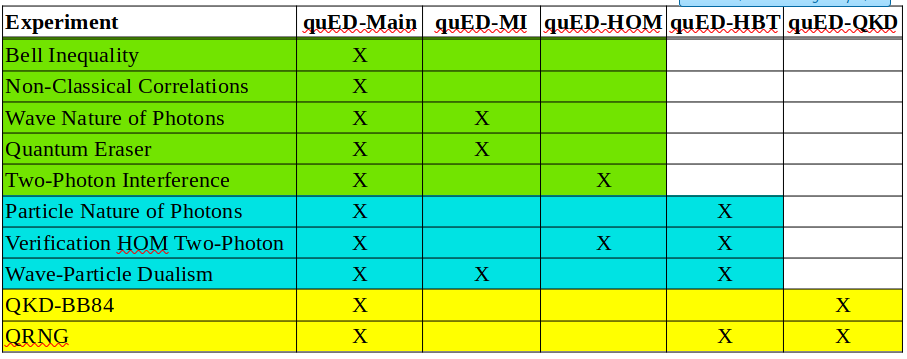 Experiment quED-Main quED-MI quED-HOM quED-HBT quED-QKD
Bell Inequality X
Non-Classical Correlations X
Wave Nature of Photons X X
Quantum Eraser X X
Two-Photon Interference X X
Particle Nature of Photons X X
Verification HOM Two-Photon X X X
Wave-Particle Dualism X X X
QKD-BB84 X X
QRNG X X X